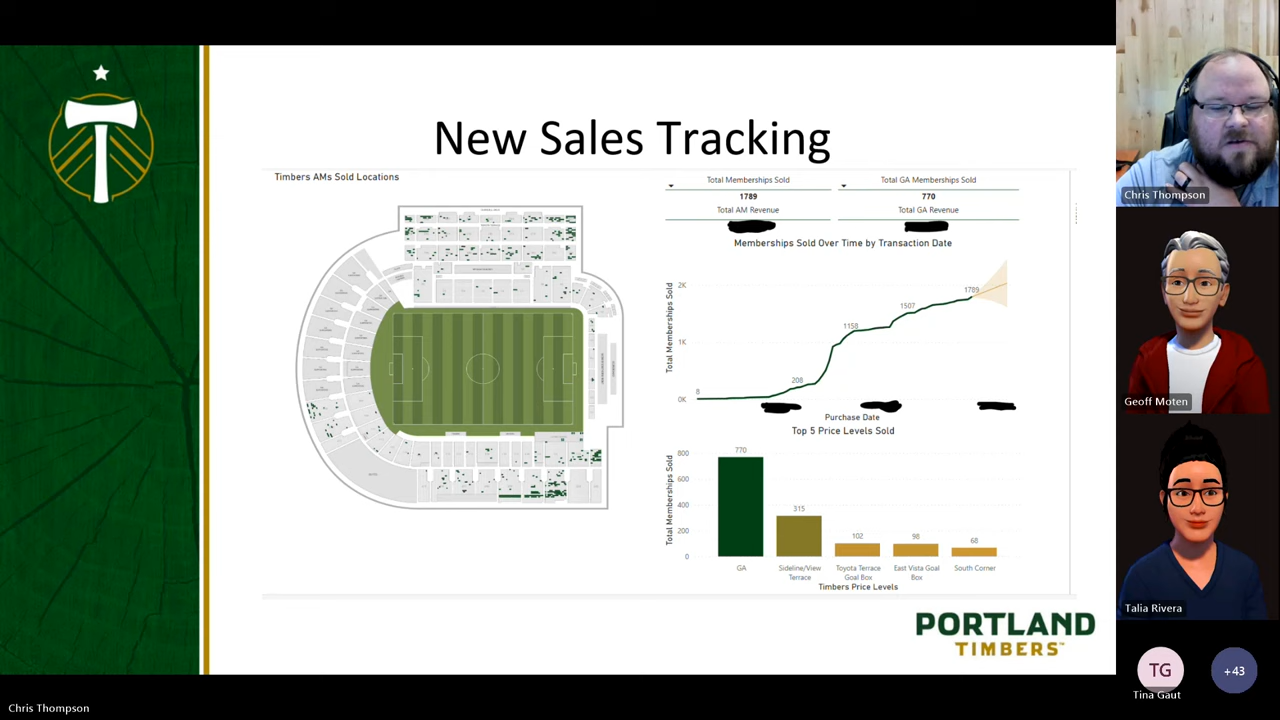 New Sales Tracking
Timbers AMs Sold Locations
Total Memberships Sold
1789
Total AM Revenue
Total GA Memberships Sold
770
Total GA Revenue
Memberships Sold Over Time by Transaction Date
Total Memberships Sold
2K
1K
0K
8
208
1158
1507
1789
Purchase Date
Top 5 Price Levels Sold
Total Memberships Sold
800
600
400
200
0
770
315
102
98
68
GA
Sideline/View
Terrace
Toyota Terrace
Goal Box
East Vista Goal
Box
South Corner
Timbers Price Levels
PORTLAND
TIMBERS™
Chris Thompson
Geoff Moten
Talia Rivera
TG
Tina Gaut
+43
Chris Thompson